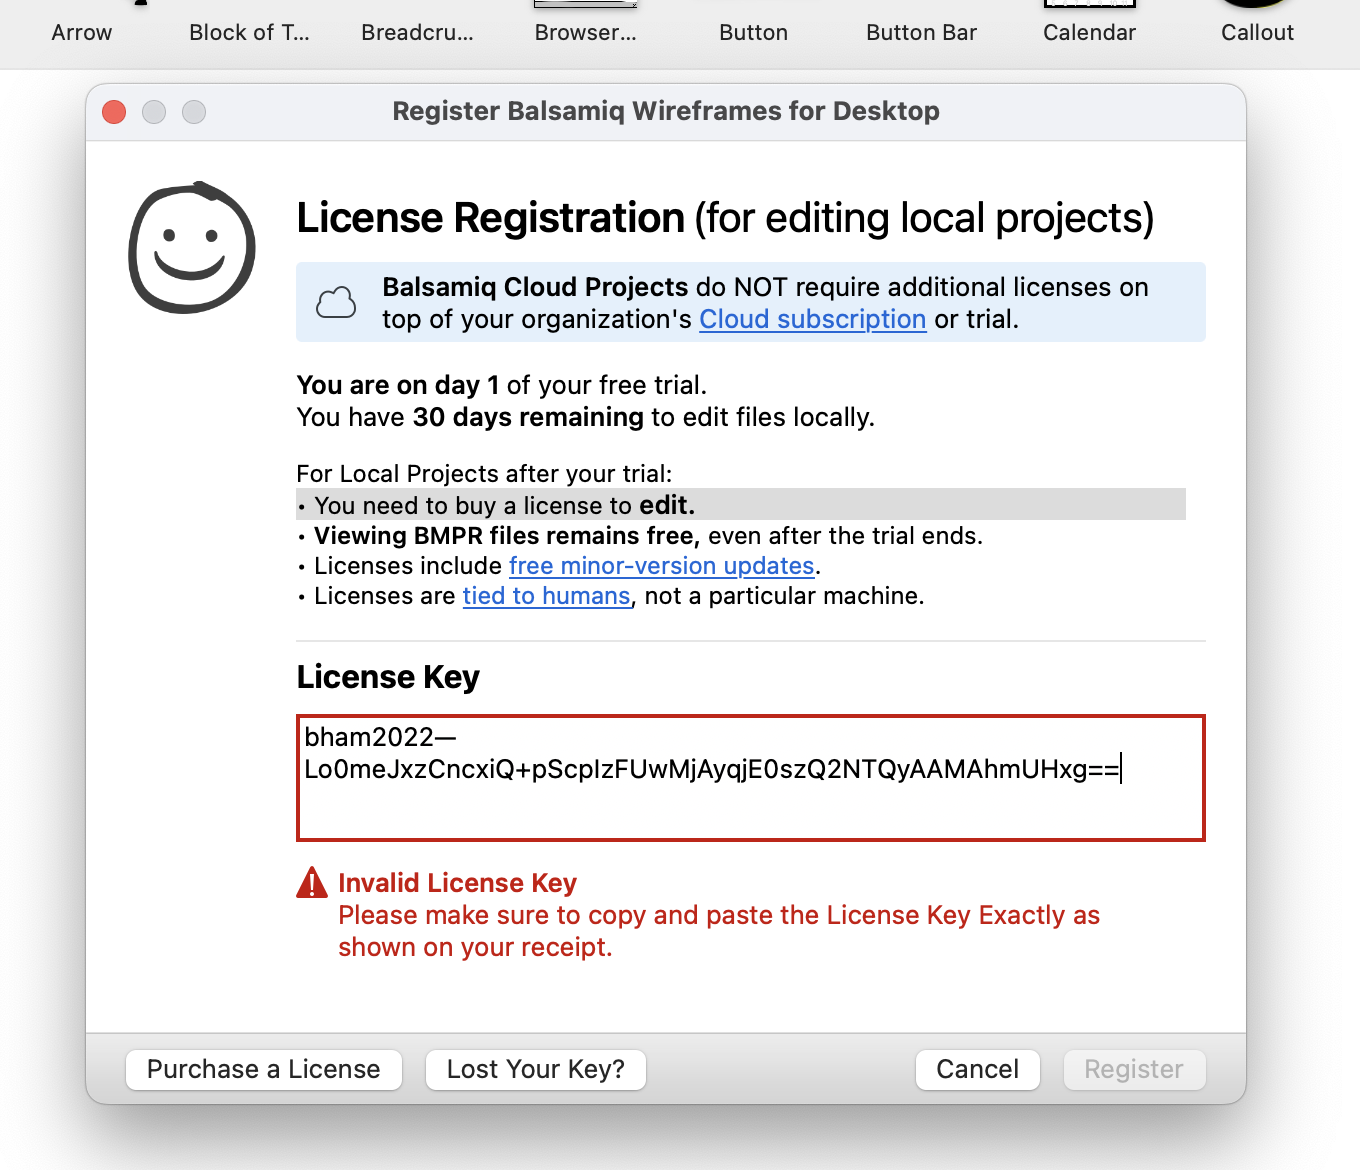 Arrow Block of T... Breadcru... Browser... Button Button Bar Calendar Callout
Register Balsamiq Wireframes for Desktop
License Registration (for editing local projects)
Balsamiq Cloud Projects do NOT require additional licenses on
top of your organization's Cloud subscription or trial.
You are on day 1 of your free trial.
You have 30 days remaining to edit files locally.
For Local Projects after your trial:
• You need to buy a license to edit.
• Viewing BMPR files remains free, even after the trial ends.
• Licenses include free minor-version updates.
• Licenses are tied to humans, not a particular machine.
License Key
bham2022—
Lo0meJxzCncxiQ+pScpIzFUwMjAyqjE0szQ2NTQyAAMAhmUHxg==
Invalid License Key
Please make sure to copy and paste the License Key Exactly as
shown on your receipt.
Purchase a License Lost Your Key? Cancel Register